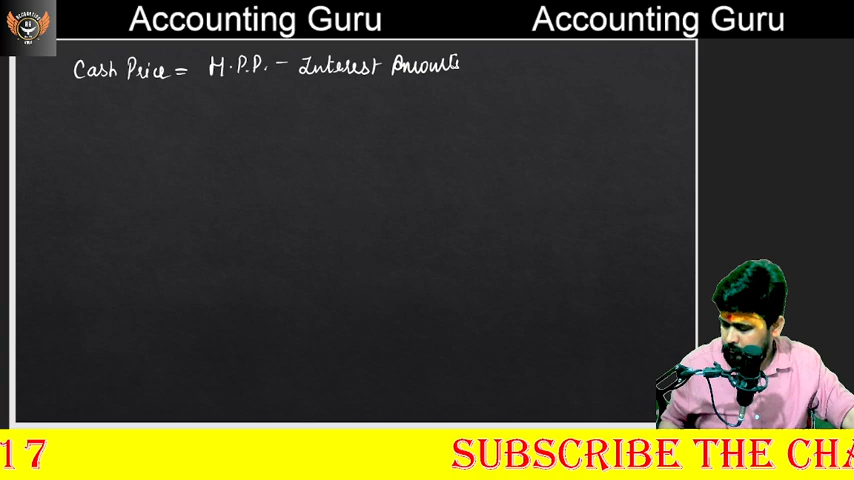 Accounting Guru
Accounting Guru
Cash Price = H.P.P. - Interest Amount
17
SUBSCRIBE THE CHA